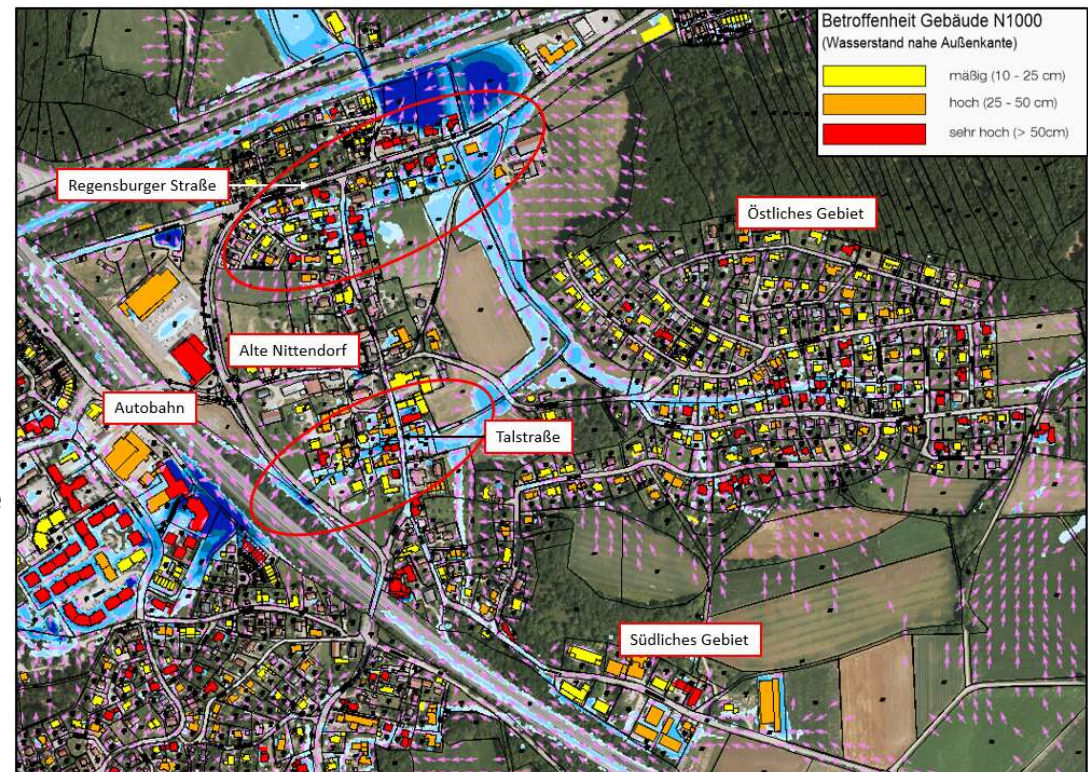 Betroffenheit Gebäude N1000
(Wasserstand nahe Außenkante)
mäßig (10 - 25 cm)
hoch (25 - 50 cm)
sehr hoch (> 50cm)
Regensburger Straße
Östliches Gebiet
Alte Nittendorf
Autobahn
Talstraße
Südliches Gebiet